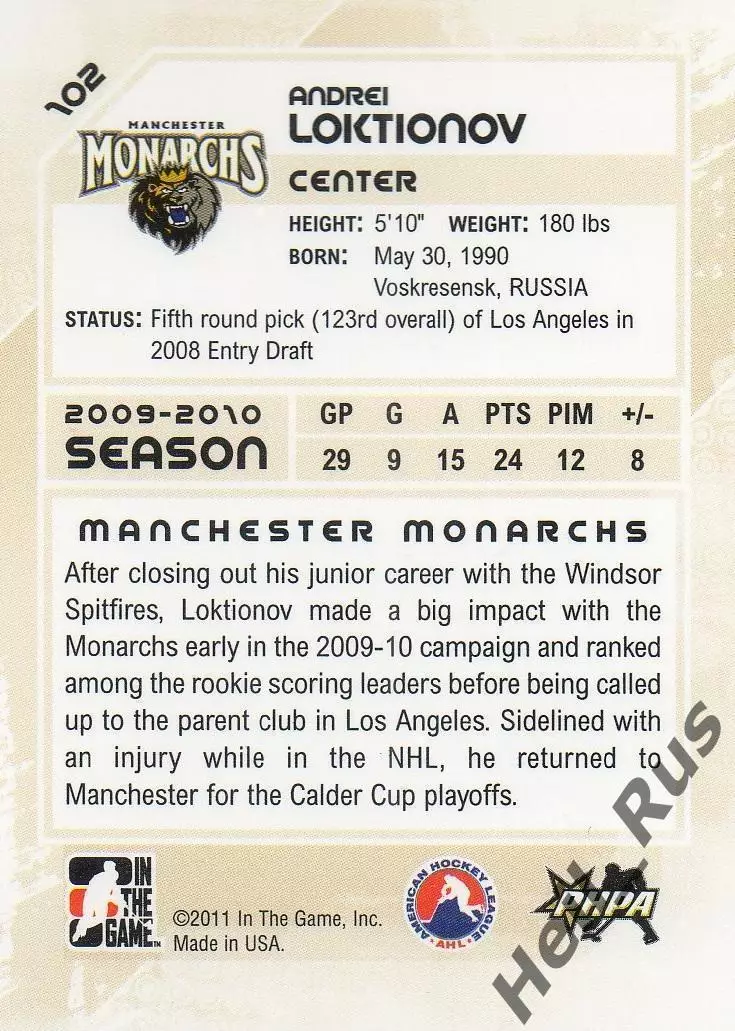 102
MANCHESTER
MONARCHS
ANDREI
LOKTIONOV
CENTER
HEIGHT: 5'10" WEIGHT: 180 lbs
BORN: May 30, 1990
Voskresensk, RUSSIA
STATUS: Fifth round pick (123rd overall) of Los Angeles in
2008 Entry Draft
2009-2010
SEASON
GP G A PTS PIM +/-
29 9 15 24 12 8
MANCHESTER MONARCHS
After closing out his junior career with the Windsor
Spitfires, Loktionov made a big impact with the
Monarchs early in the 2009-10 campaign and ranked
among the rookie scoring leaders before being called
up to the parent club in Los Angeles. Sidelined with
an injury while in the NHL, he returned to
Manchester for the Calder Cup playoffs.
IN
THE
GAME™
©2011 In The Game, Inc.
Made in USA.
AMERICAN HOCKEY LEAGUE
AHL
PHPA
Hell_Rus